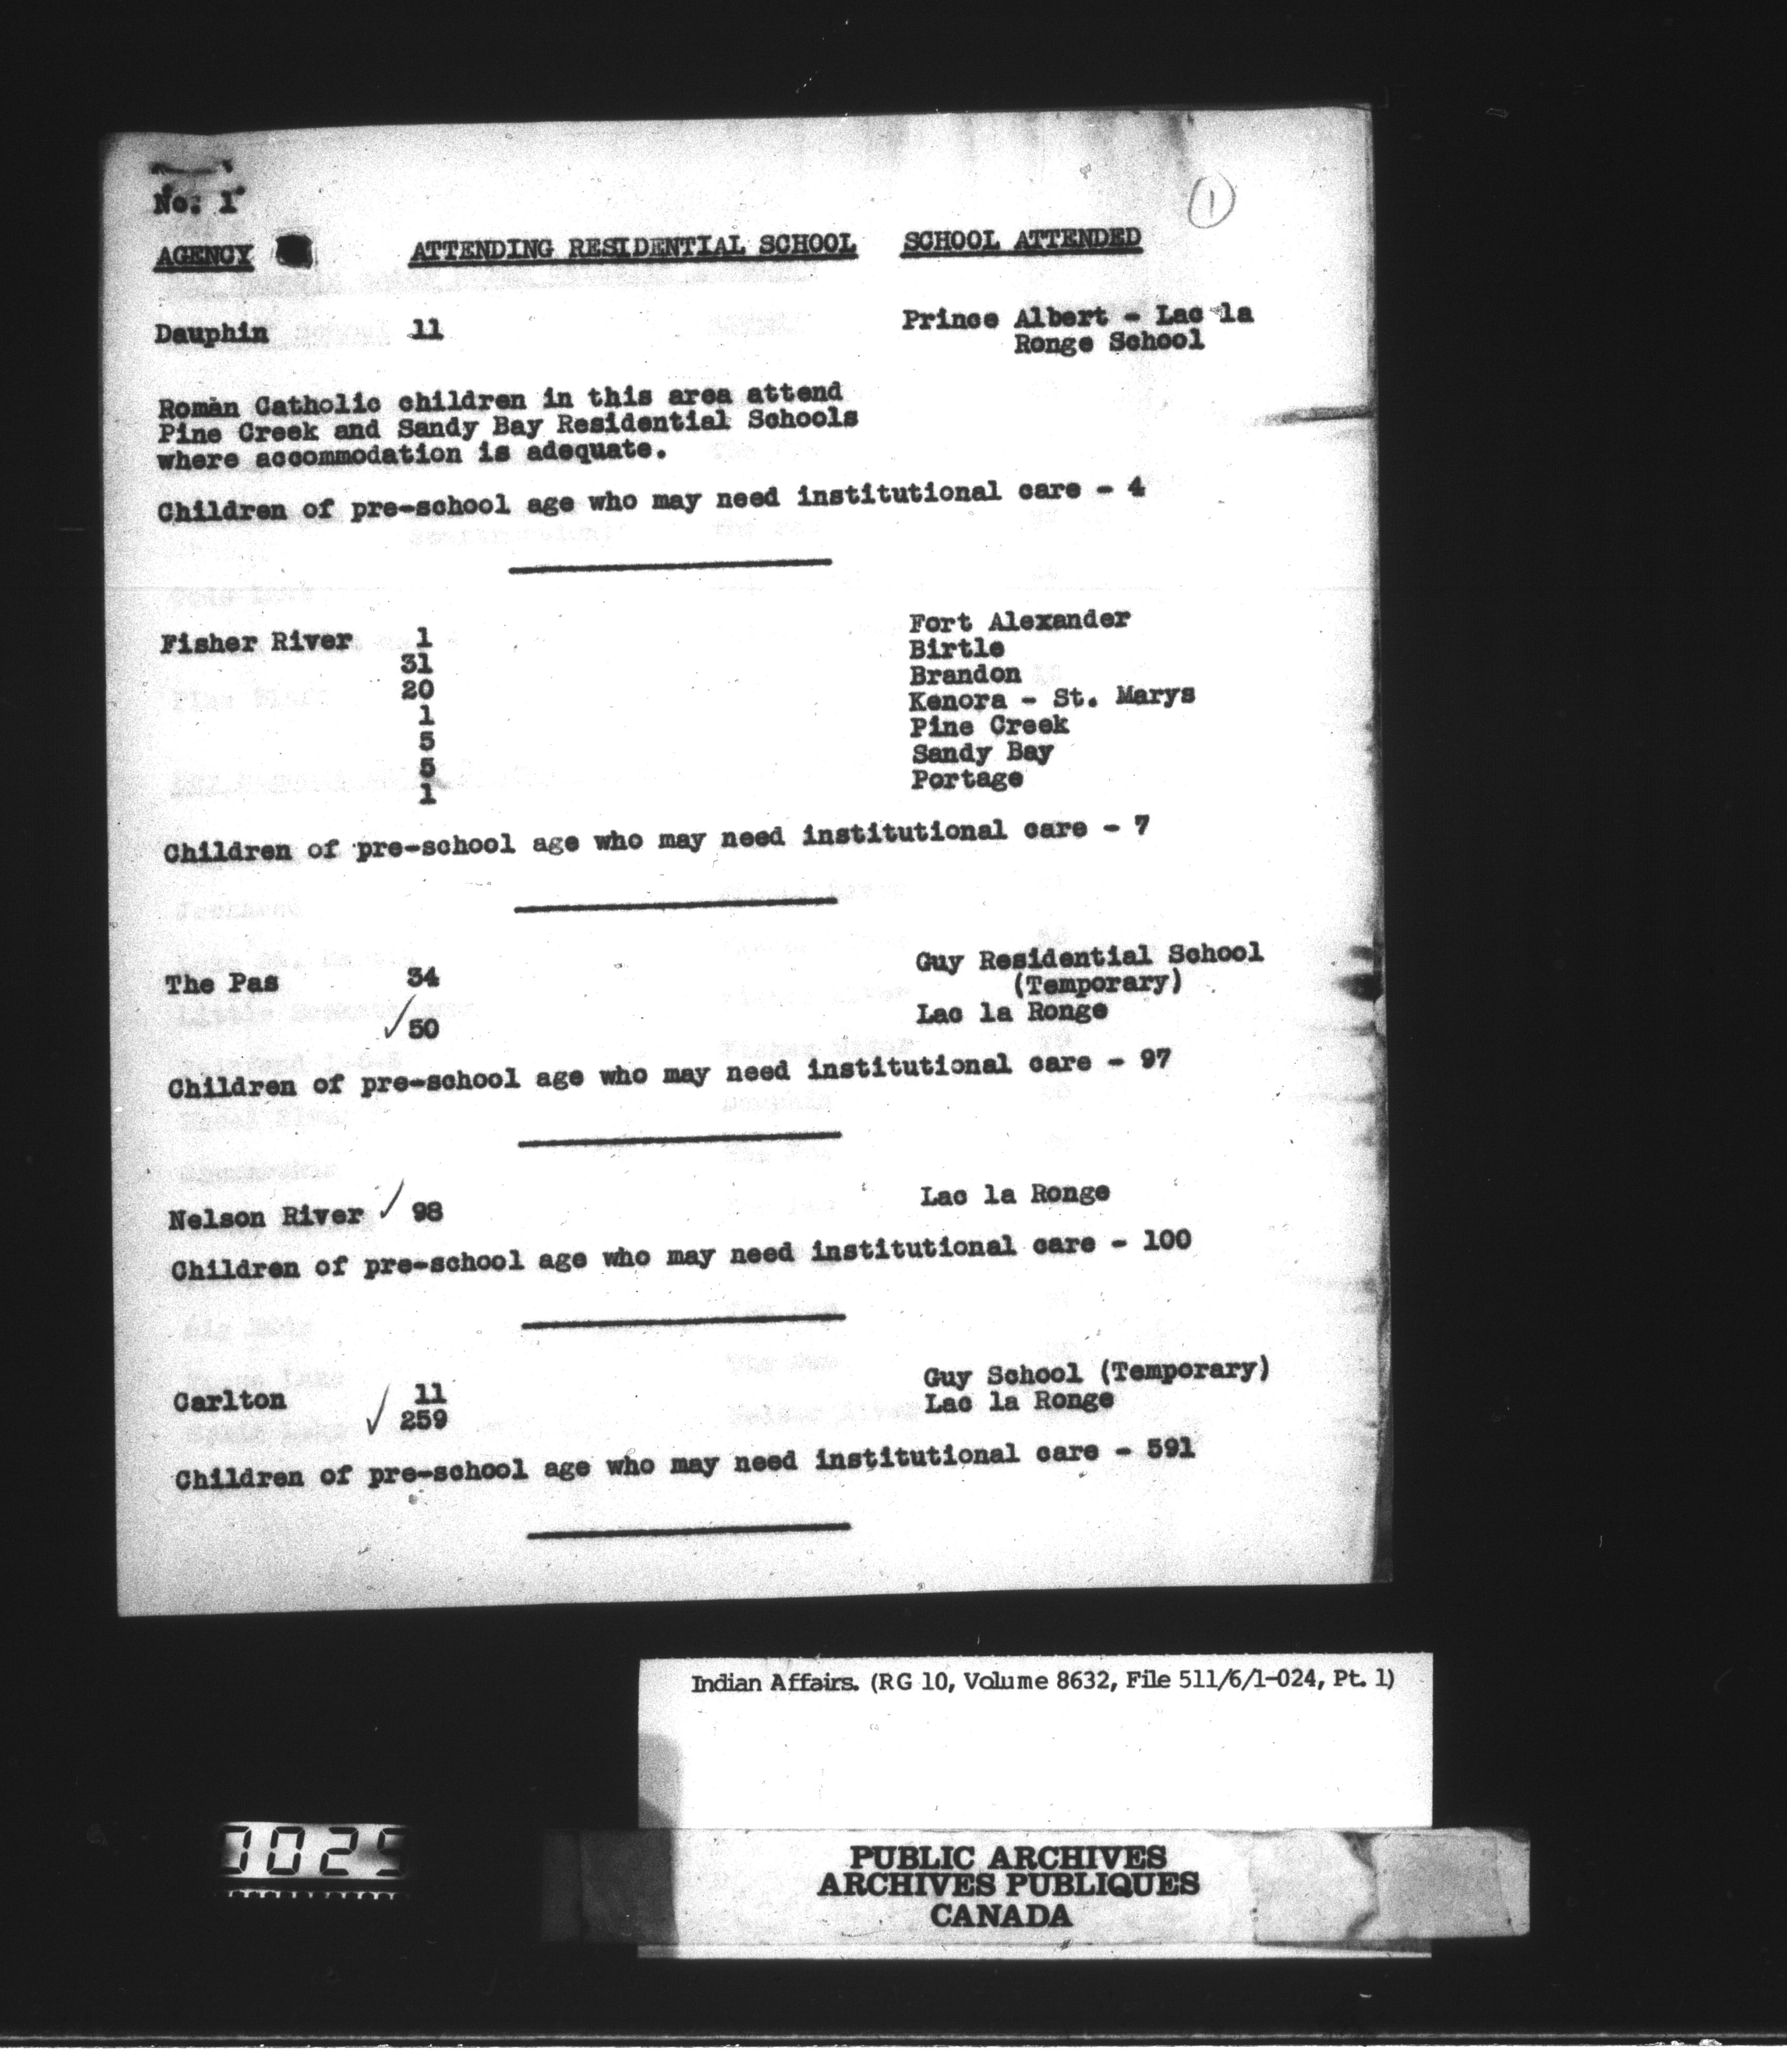 No. 1
1
AGENCY ATTENDING RESIDENTIAL SCHOOL SCHOOL ATTENDED
Dauphin 11 Prince Albert - Lac la
Ronge School
Roman Catholic children in this area attend
Pine Creek and Sandy Bay Residential Schools
where accommodation is adequate.
Children of pre-school age who may need institutional care - 4
Fisher River 1 Fort Alexander
31 Birtle
20 Brandon
1 Kenora - St. Marys
5 Pine Creek
5 Sandy Bay
1 Portage
Children of pre-school age who may need institutional care - 7
The Pas 34 Guy Residential School
(Temporary)
✓ 50 Lac la Ronge
Children of pre-school age who may need institutional care - 97
Nelson River ✓ 98 Lac la Ronge
Children of pre-school age who may need institutional care - 100
Carlton 11 Guy School (Temporary)
✓ 259 Lac la Ronge
Children of pre-school age who may need institutional care - 591
Indian Affairs. (RG 10, Volume 8632, File 511/6/1-024, Pt. 1)
0025
PUBLIC ARCHIVES
ARCHIVES PUBLIQUES
CANADA